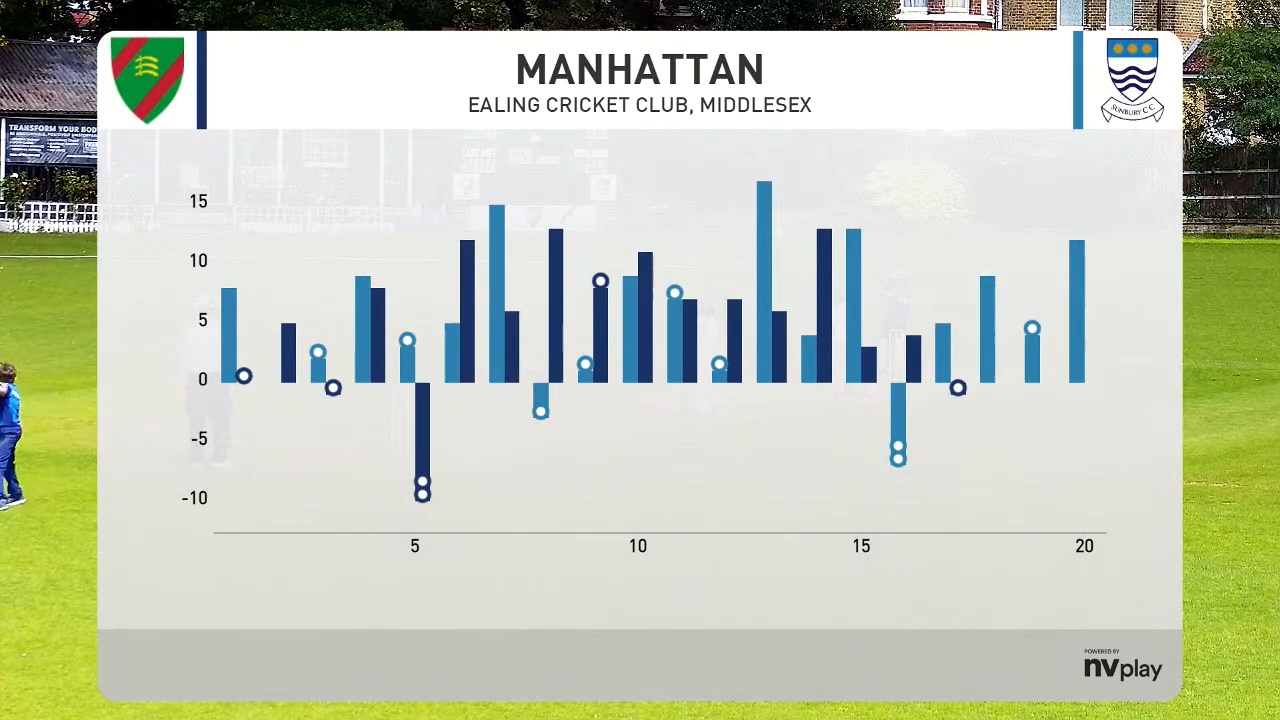 MANHATTAN
EALING CRICKET CLUB, MIDDLESEX
SUNBURY C.C.
TRANSFORM YOUR BODY
15
10
5
0
-5
-10
5
10
15
20
POWERED BY
nvplay